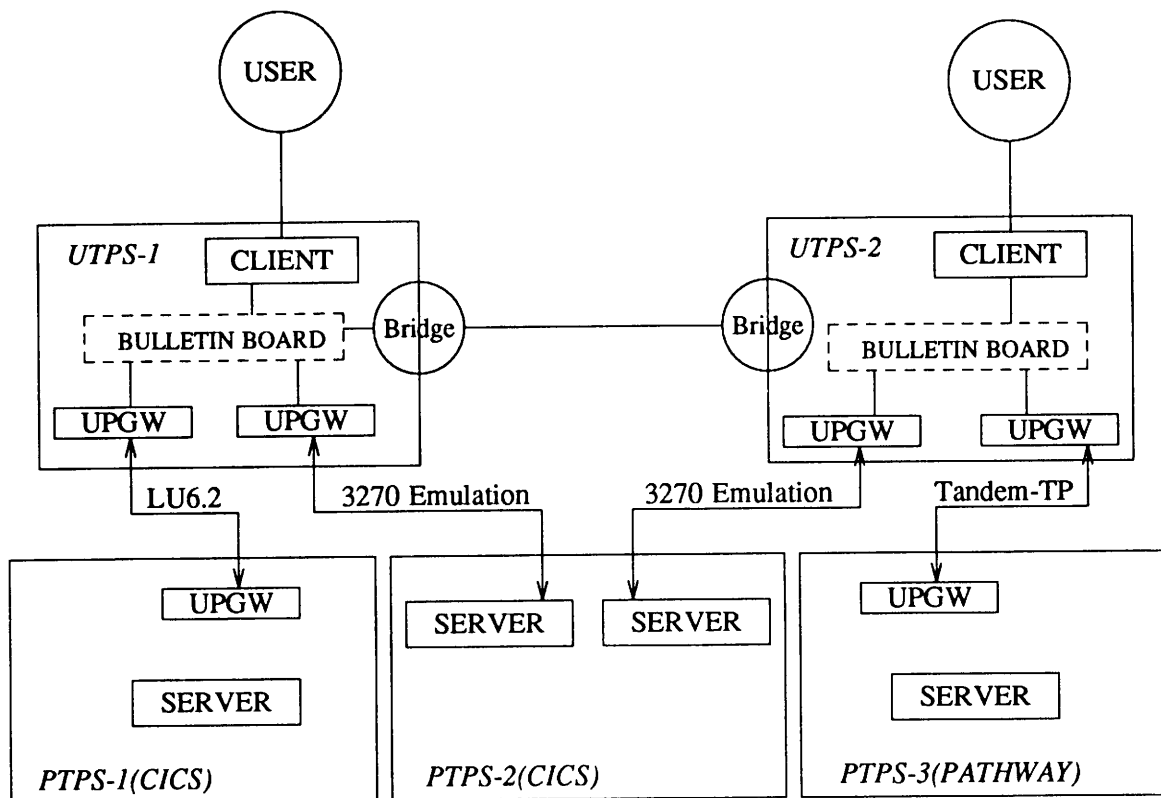 USER
USER
UTPS-1
CLIENT
UTPS-2
CLIENT
BULLETIN BOARD
Bridge
Bridge
BULLETIN BOARD
UPGW
UPGW
UPGW
UPGW
LU6.2
3270 Emulation
3270 Emulation
Tandem-TP
UPGW
SERVER
SERVER
UPGW
SERVER
SERVER
PTPS-1(CICS)
PTPS-2(CICS)
PTPS-3(PATHWAY)